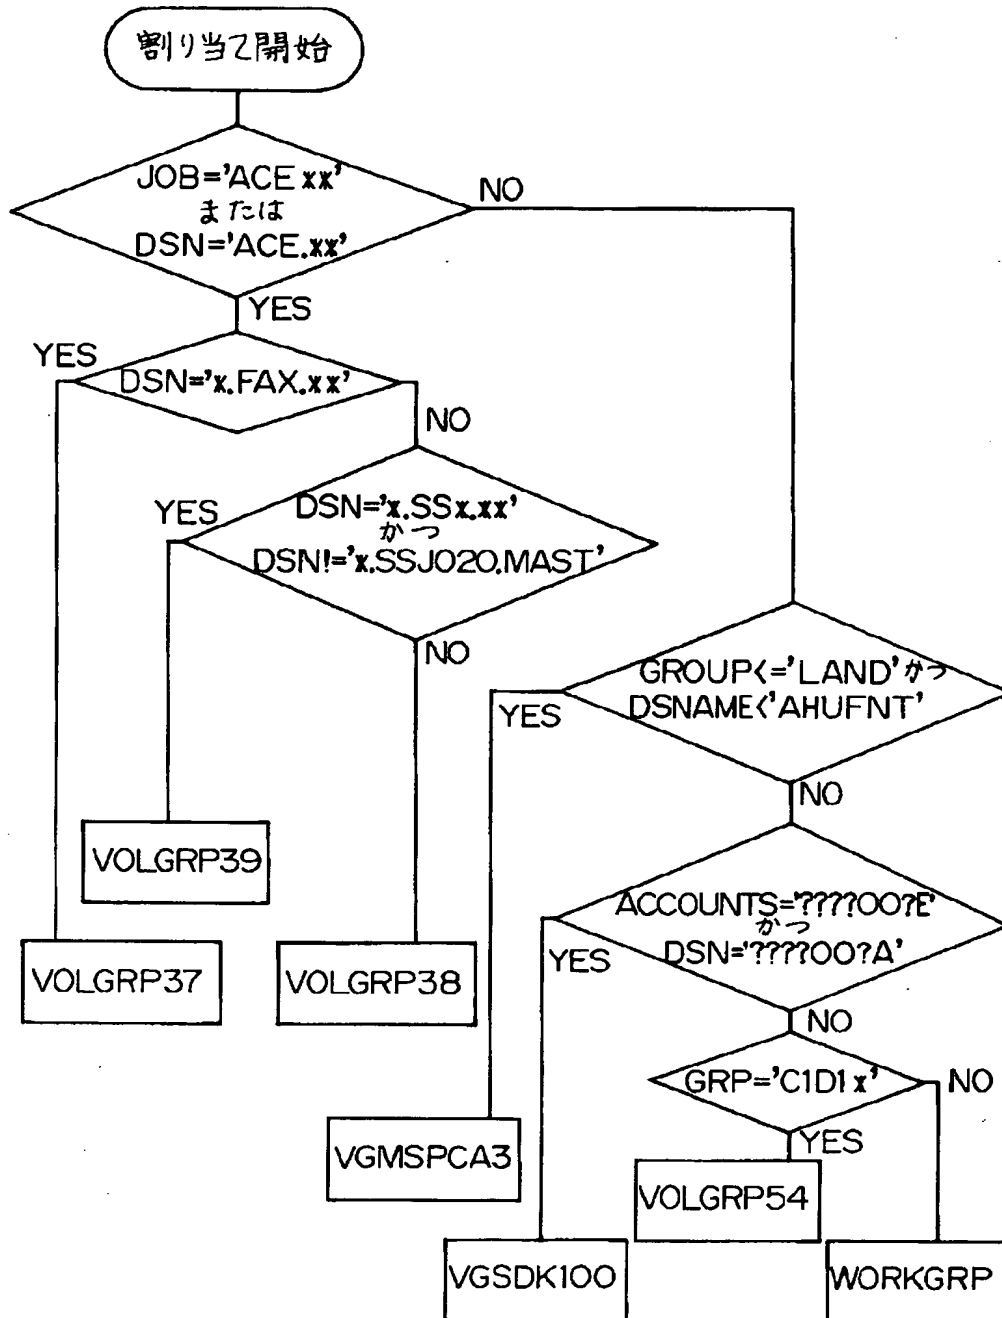 割り当て開始
JOB='ACE xx'
または
DSN='ACE.xx'
NO
YES
YES
DSN='x.FAX.xx'
NO
YES
DSN='x.SSx.xx'
かつ
DSN!='x.SSJ020.MAST'
NO
GROUP<='LAND'かつ
DSNAME<'AHUFNT'
YES
NO
VOLGRP39
ACCOUNTS='????00?E'
かつ
DSN='????00?A'
YES
VOLGRP37
VOLGRP38
NO
GRP='C1D1x'
NO
YES
VGMSPCA3
VOLGRP54
VGSDK100
WORKGRP